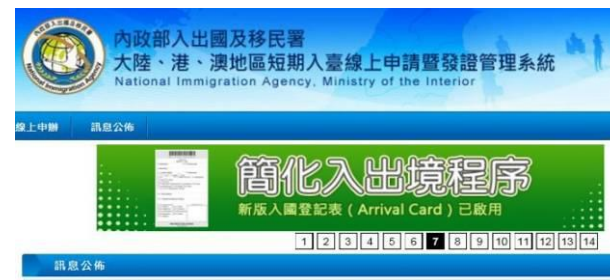 內政部入出國及移民署
大陸、港、澳地區短期入臺線上申請暨發證管理系統
National Immigration Agency, Ministry of the Interior
線上申辦 訊息公佈
簡化入出境程序
新版入國登記表 ( Arrival Card ) 已啟用
1 2 3 4 5 6 7 8 9 10 11 12 13 14
訊息公佈